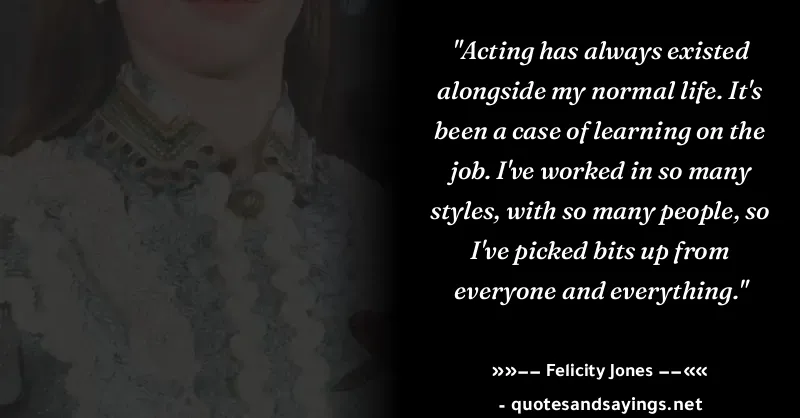 "Acting has always existed
alongside my normal life. It's
been a case of learning on the
job. I've worked in so many
styles, with so many people, so
I've picked bits up from
everyone and everything."
»»–– Felicity Jones ––««
- quotesandsayings.net